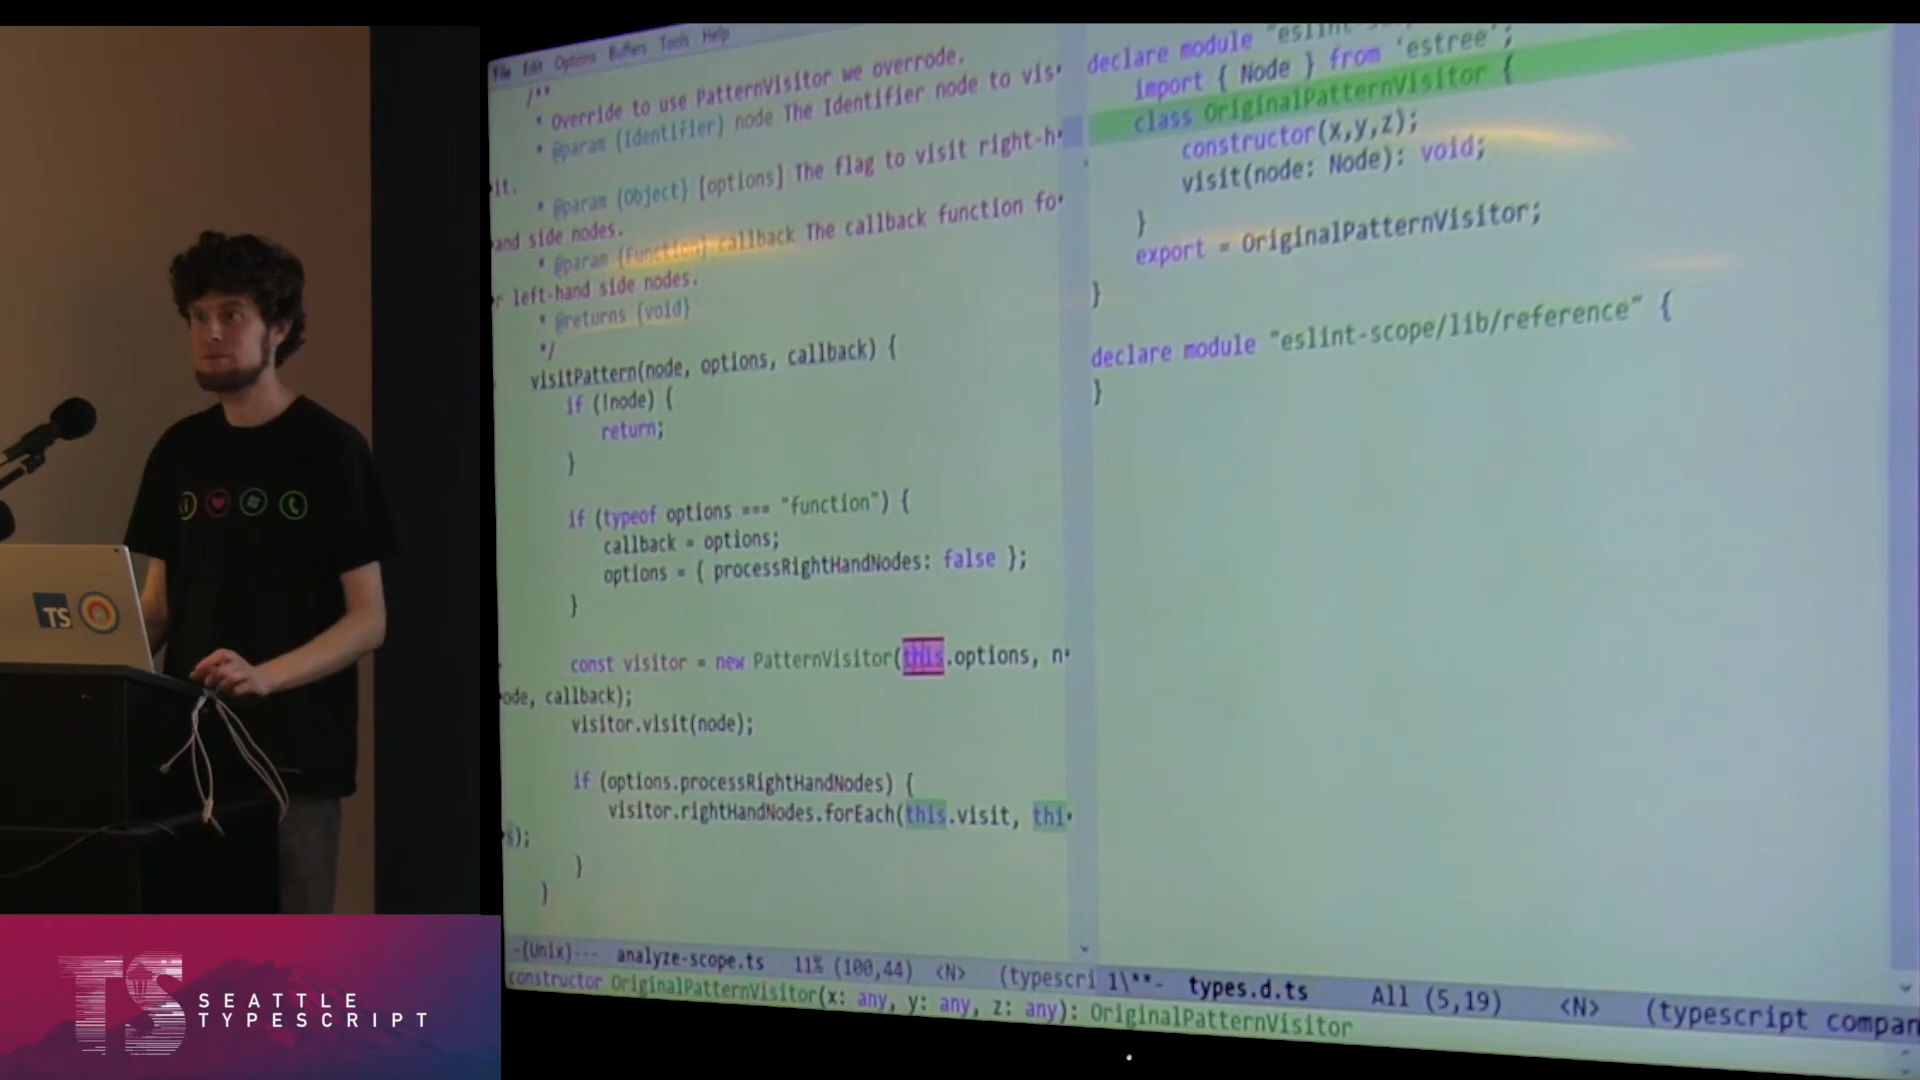 File Edit Options Buffers Tools Help
/**
* Override to use PatternVisitor we overrode.
* @param {Identifier} node The Identifier node to vis
it.
* @param {Object} [options] The flag to visit right-h
and side nodes.
* @param {Function} callback The callback function fo
r left-hand side nodes.
* @returns {void}
*/
visitPattern(node, options, callback) {
if (!node) {
return;
}
if (typeof options === "function") {
callback = options;
options = { processRightHandNodes: false };
}
const visitor = new PatternVisitor(this.options, n
ode, callback);
visitor.visit(node);
if (options.processRightHandNodes) {
visitor.rightHandNodes.forEach(this.visit, thi
s);
}
}
-(Unix)--- analyze-scope.ts 11% (100,44) <N> (typescri
declare module "eslint-scope
import { Node } from 'estree';
class OriginalPatternVisitor {
constructor(x,y,z);
visit(node: Node): void;
}
export = OriginalPatternVisitor;
}
declare module "eslint-scope/lib/reference" {
}
1\**- types.d.ts All (5,19) <N> (typescript compan
constructor OriginalPatternVisitor(x: any, y: any, z: any): OriginalPatternVisitor
TS
TS
SEATTLE
TYPESCRIPT